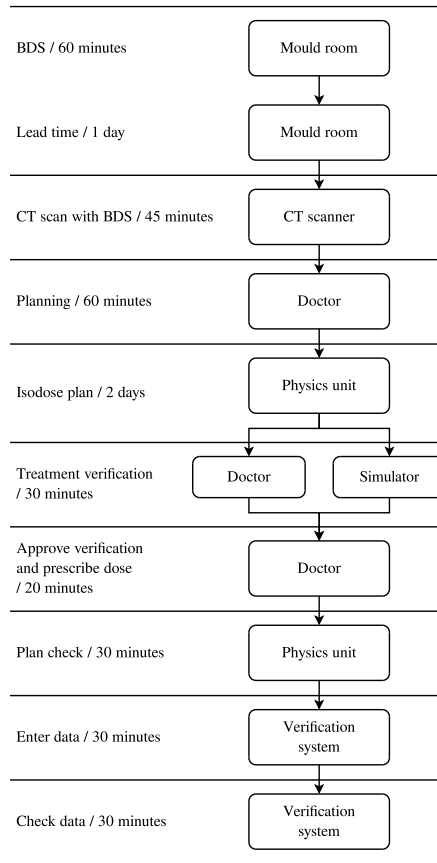 BDS / 60 minutes
Mould room
Lead time / 1 day
Mould room
CT scan with BDS / 45 minutes
CT scanner
Planning / 60 minutes
Doctor
Isodose plan / 2 days
Physics unit
Treatment verification
/ 30 minutes
Doctor
Simulator
Approve verification
and prescribe dose
/ 20 minutes
Doctor
Plan check / 30 minutes
Physics unit
Enter data / 30 minutes
Verification
system
Check data / 30 minutes
Verification
system